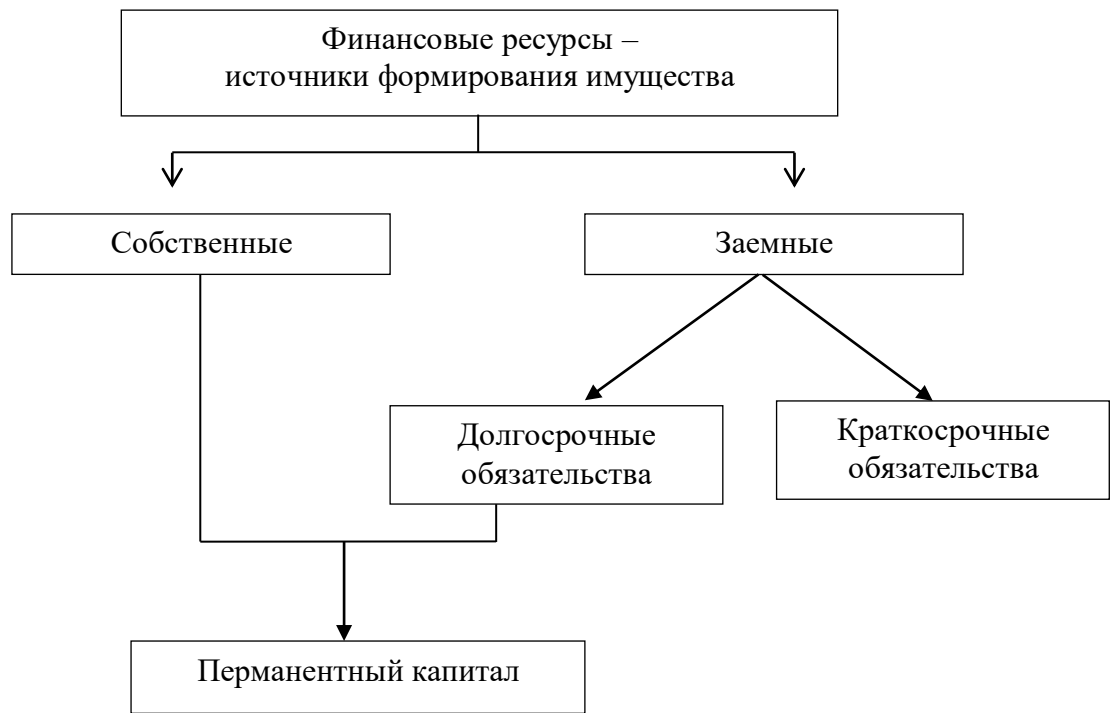 Финансовые ресурсы –
источники формирования имущества
Собственные
Заемные
Долгосрочные
обязательства
Краткосрочные
обязательства
Перманентный капитал